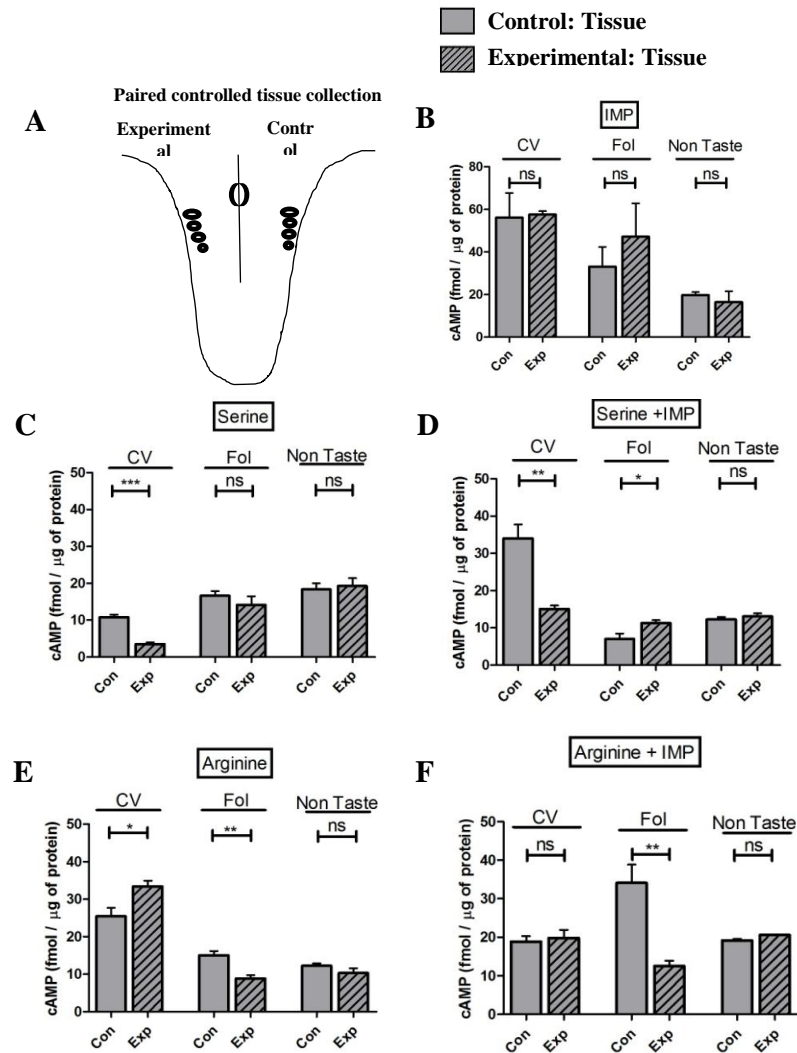 Control: Tissue
Experimental: Tissue
Paired controlled tissue collection
A
Experiment
al
Contr
ol
B
IMP
CV
Fol
Non Taste
ns
ns
ns
cAMP (fmol / µg of protein)
80
60
40
20
0
Con
Exp
Con
Exp
Con
Exp
C
Serine
CV
Fol
Non Taste
***
ns
ns
cAMP (fmol / µg of protein)
50
40
30
20
10
0
Con
Exp
Con
Exp
Con
Exp
D
Serine +IMP
CV
Fol
Non Taste
**
*
ns
cAMP (fmol / µg of protein)
50
40
30
20
10
0
Con
Exp
Con
Exp
Con
Exp
E
Arginine
CV
Fol
Non Taste
*
**
ns
cAMP (fmol / µg of protein)
50
40
30
20
10
0
Con
Exp
Con
Exp
Con
Exp
F
Arginine + IMP
CV
Fol
Non Taste
ns
**
ns
cAMP (fmol / µg of protein)
50
40
30
20
10
0
Con
Exp
Con
Exp
Con
Exp